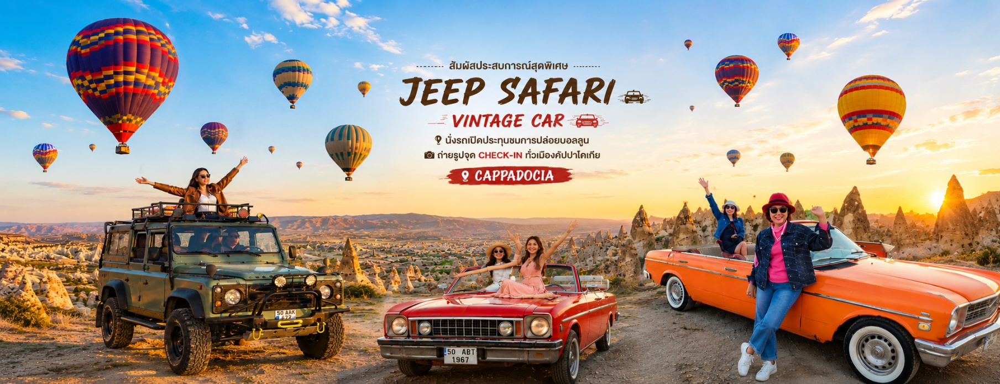 สัมผัสประสบการณ์สุดพิเศษ
JEEP SAFARI
VINTAGE CAR
นั่งรถเปิดประทุนชมการปล่อยบอลลูน
ถ่ายรูปจุด CHECK-IN ทั่วเมืองคัปปาโดเกีย
CAPPADOCIA
50 AAK
50 ABT
1967